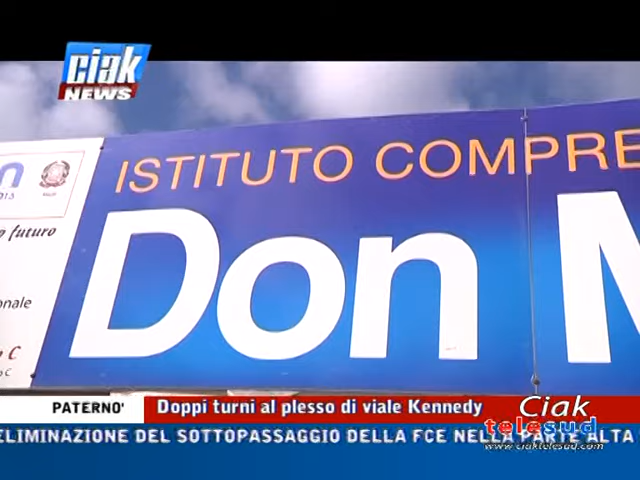 ciak
NEWS
ISTITUTO COMPRE
Don M
o futuro
onale
C
PATERNO'
Doppi turni al plesso di viale Kennedy
Ciak
telesud
www.ciaktelesud.com
ELIMINAZIONE DEL SOTTOPASSAGGIO DELLA FCE NELLA PARTE ALTA